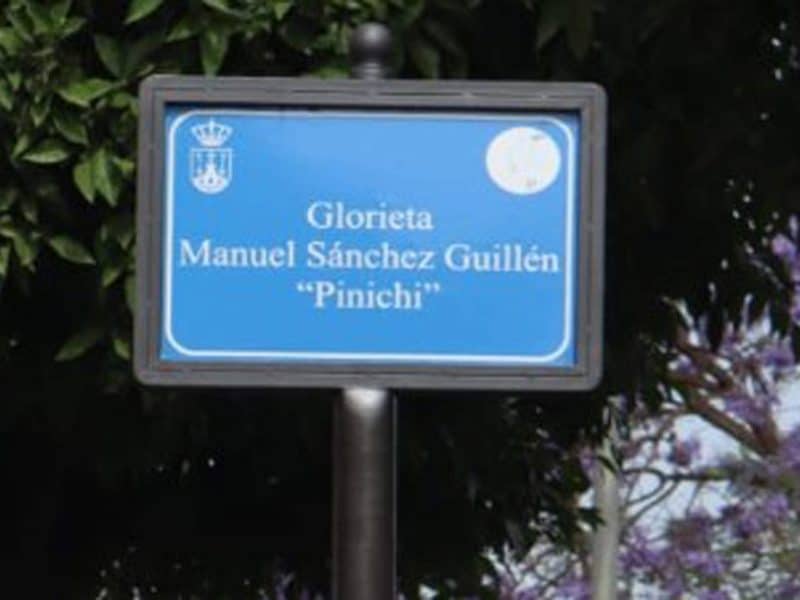 Glorieta
Manuel Sánchez Guillén
“Pinichi”